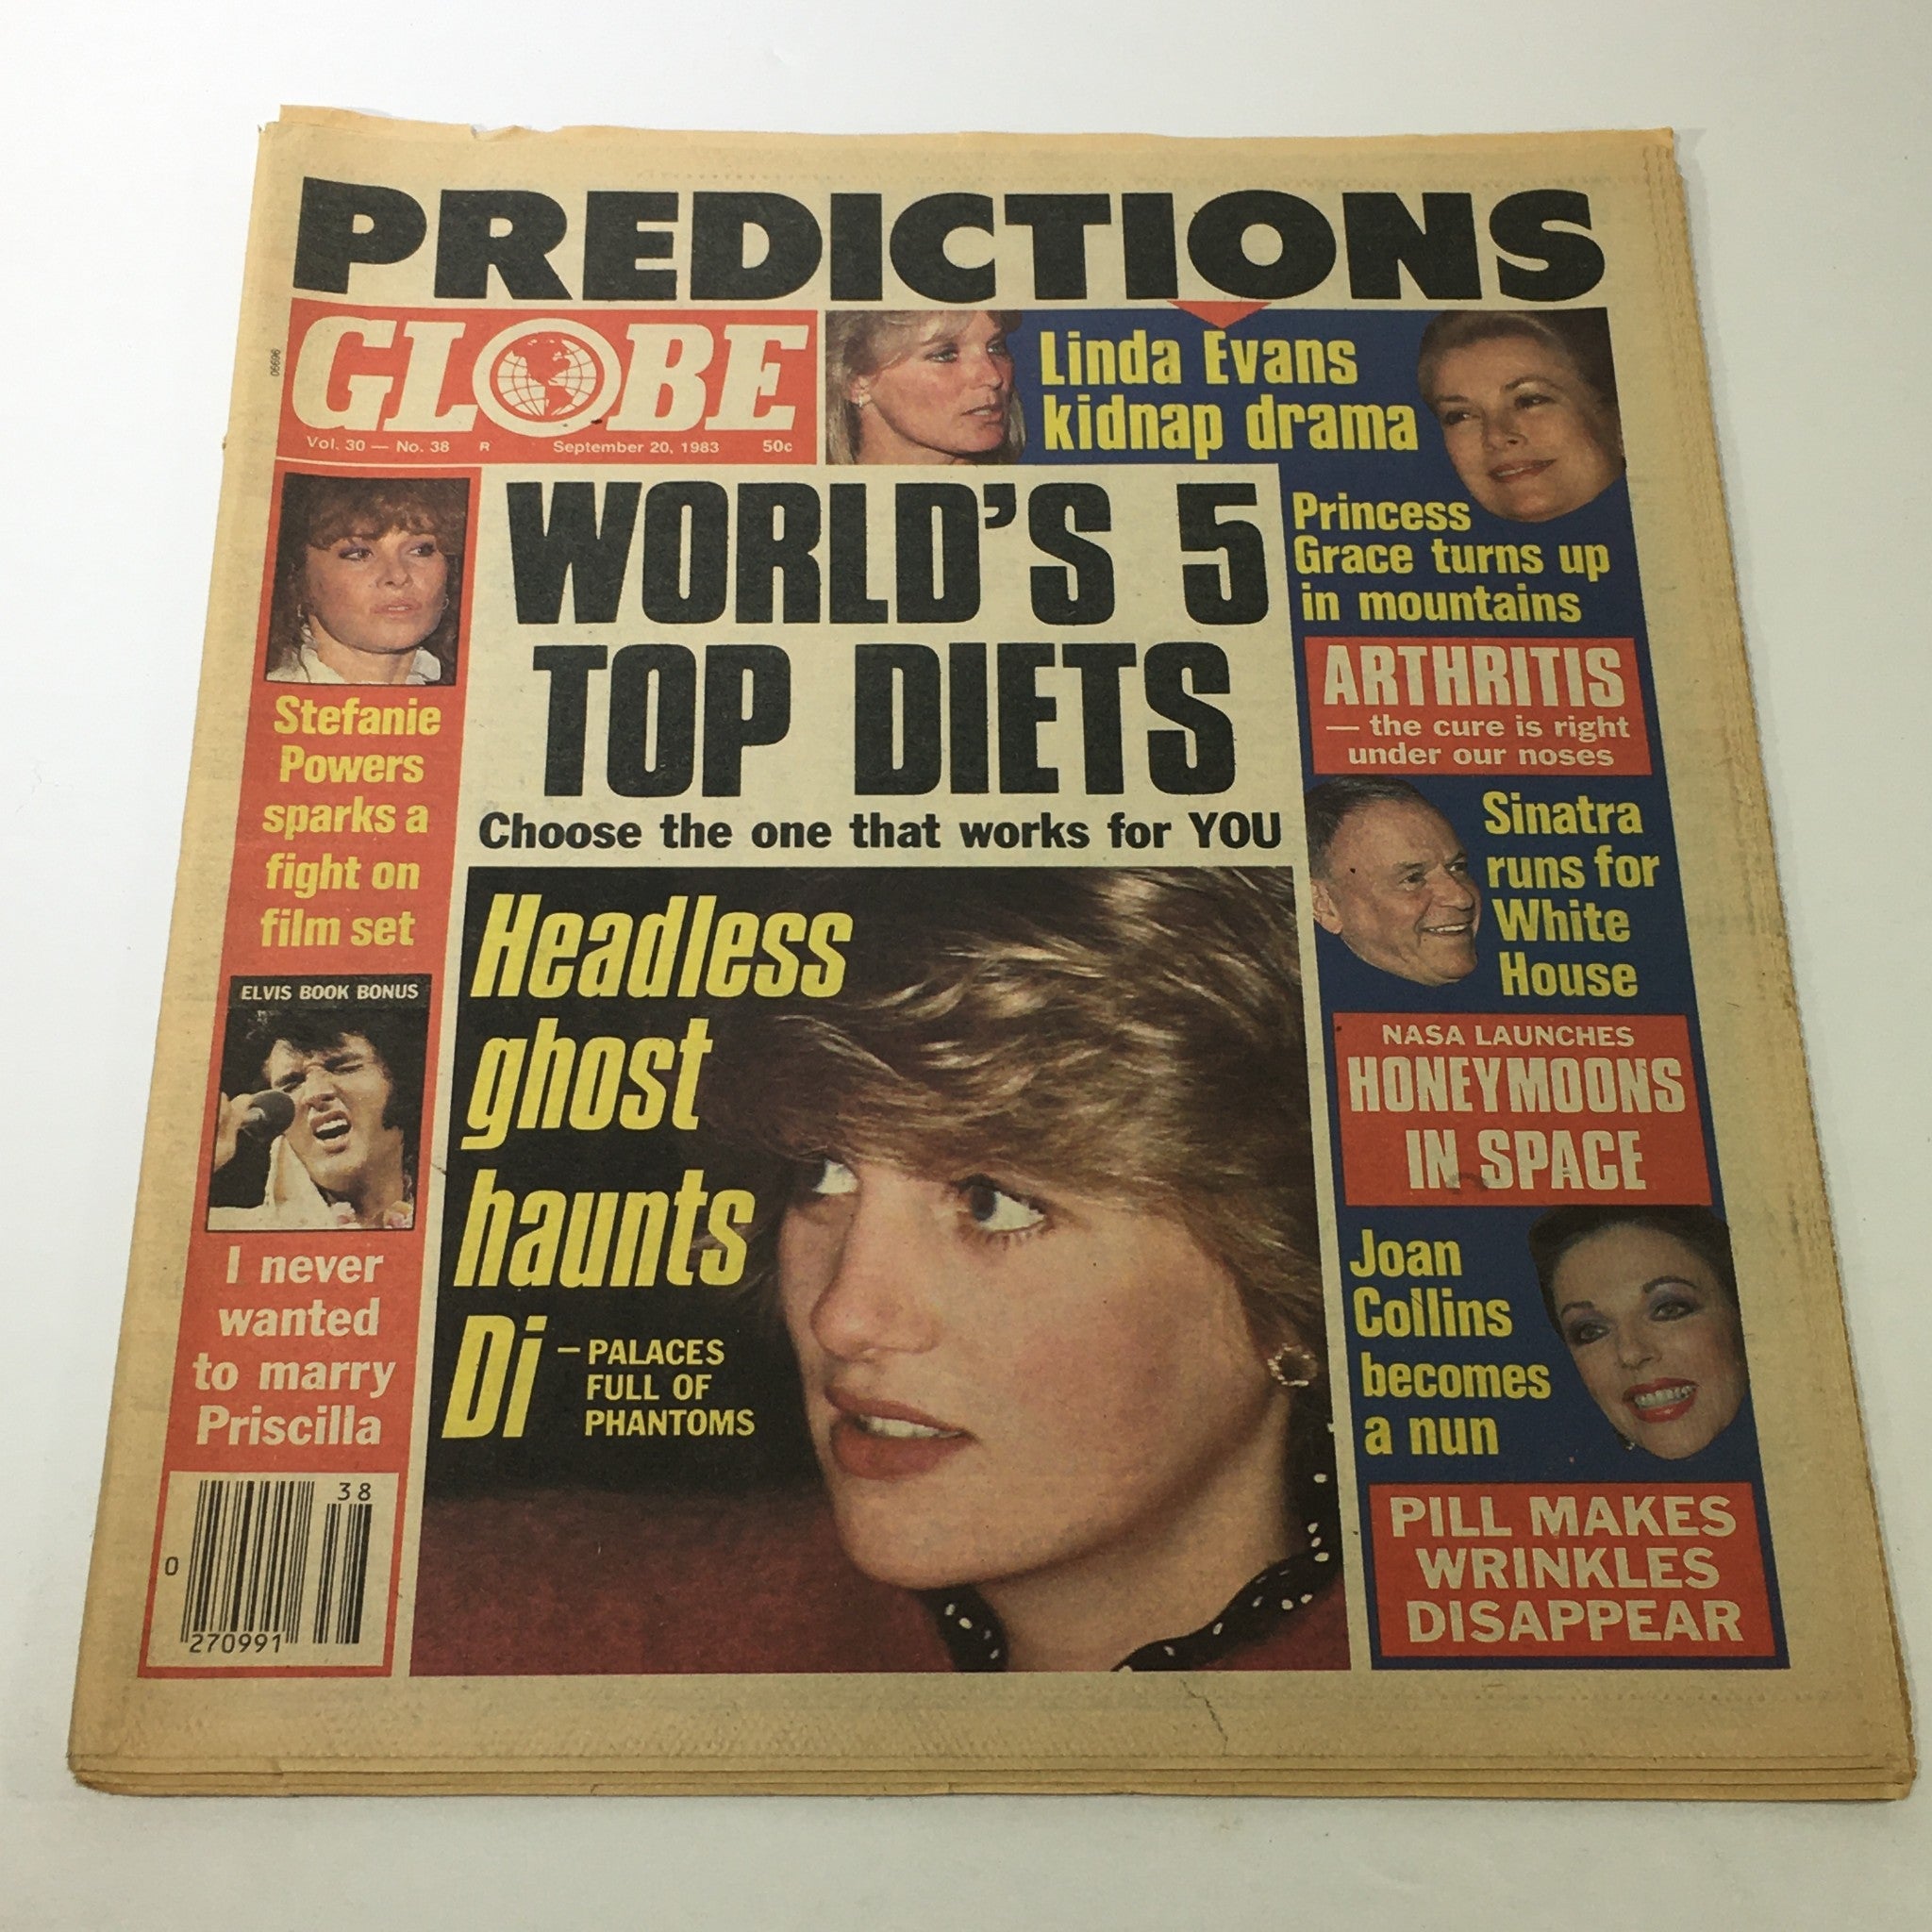 PREDICTIONS
GLOBE
Vol. 30 — No. 38 R September 20, 1983 50c
06696
Linda Evans
kidnap drama
Princess
Grace turns up
in mountains
ARTHRITIS
— the cure is right
under our noses
Sinatra
runs for
White
House
NASA LAUNCHES
HONEYMOONS
IN SPACE
Joan
Collins
becomes
a nun
PILL MAKES
WRINKLES
DISAPPEAR
WORLD'S 5
TOP DIETS
Choose the one that works for YOU
Headless
ghost
haunts
Di – PALACES
FULL OF
PHANTOMS
Stefanie
Powers
sparks a
fight on
film set
ELVIS BOOK BONUS
I never
wanted
to marry
Priscilla
38
0
270991